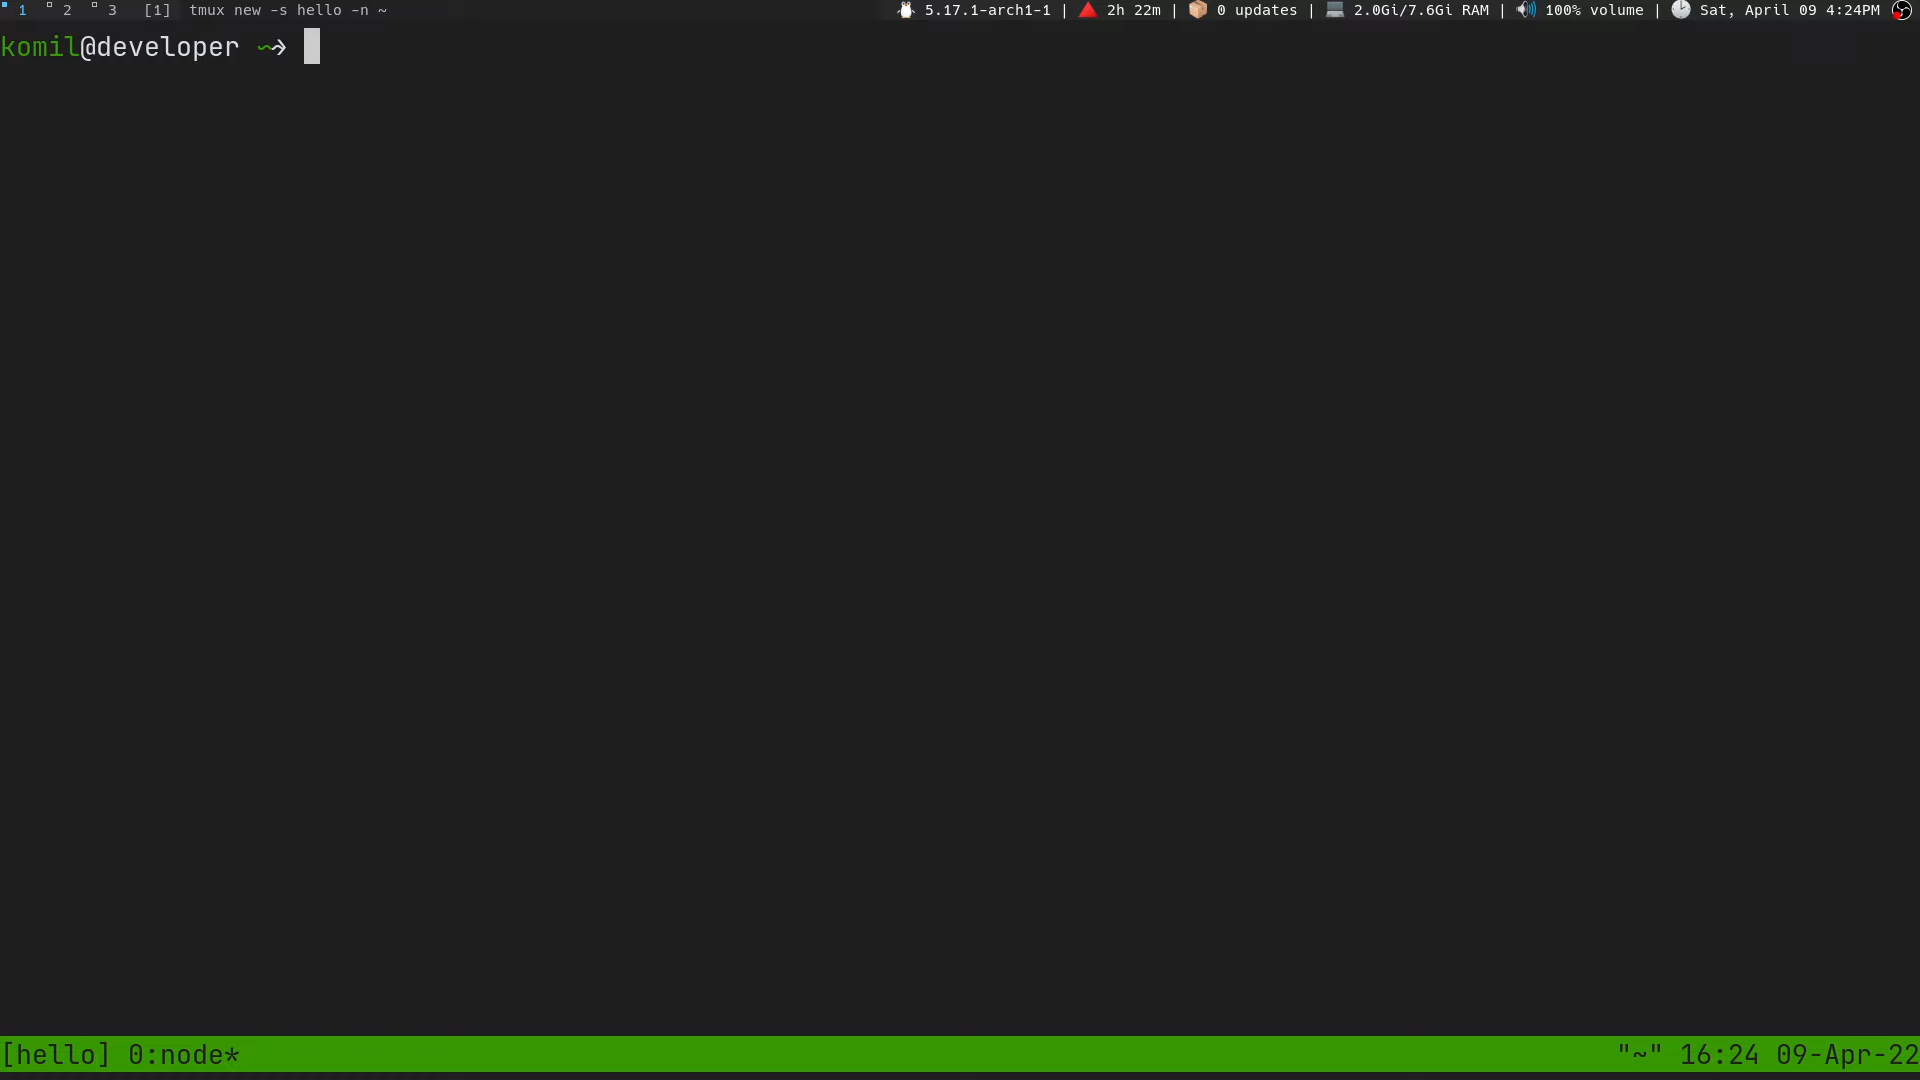 1 2 3 [1] tmux new -s hello -n ~ 5.17.1-arch1-1 | 2h 22m | 0 updates | 2.0Gi/7.6Gi RAM | 100% volume | Sat, April 09 4:24PM
komil@developer ~>
[hello] 0:node* "~" 16:24 09-Apr-22